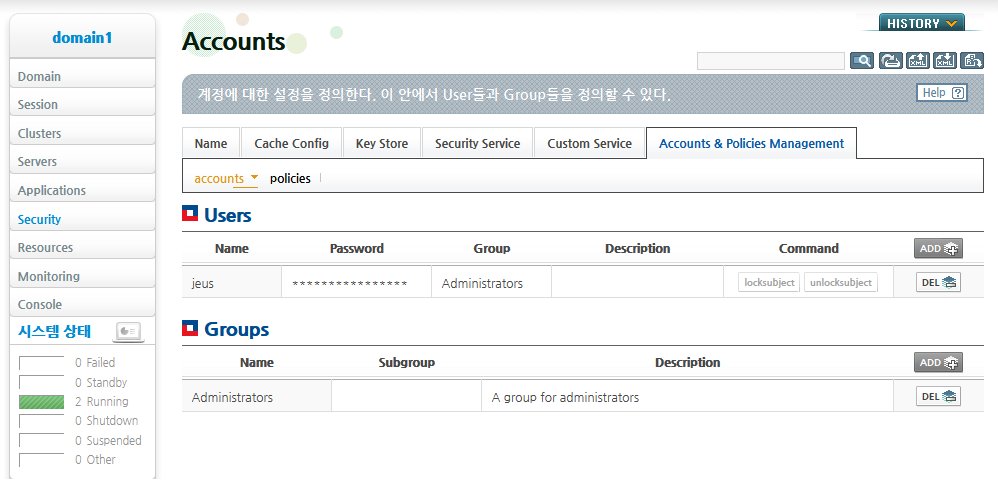 domain1
Domain
Session
Clusters
Servers
Applications
Security
Resources
Monitoring
Console
시스템 상태
0 Failed
0 Standby
2 Running
0 Shutdown
0 Suspended
0 Other
Accounts
HISTORY
XML XML
계정에 대한 설정을 정의한다. 이 안에서 User들과 Group들을 정의할 수 있다.
Help ?
Name Cache Config Key Store Security Service Custom Service Accounts & Policies Management
accounts policies
Users
Name Password Group Description Command ADD
jeus **************** Administrators locksubject unlocksubject DEL
Groups
Name Subgroup Description ADD
Administrators A group for administrators DEL